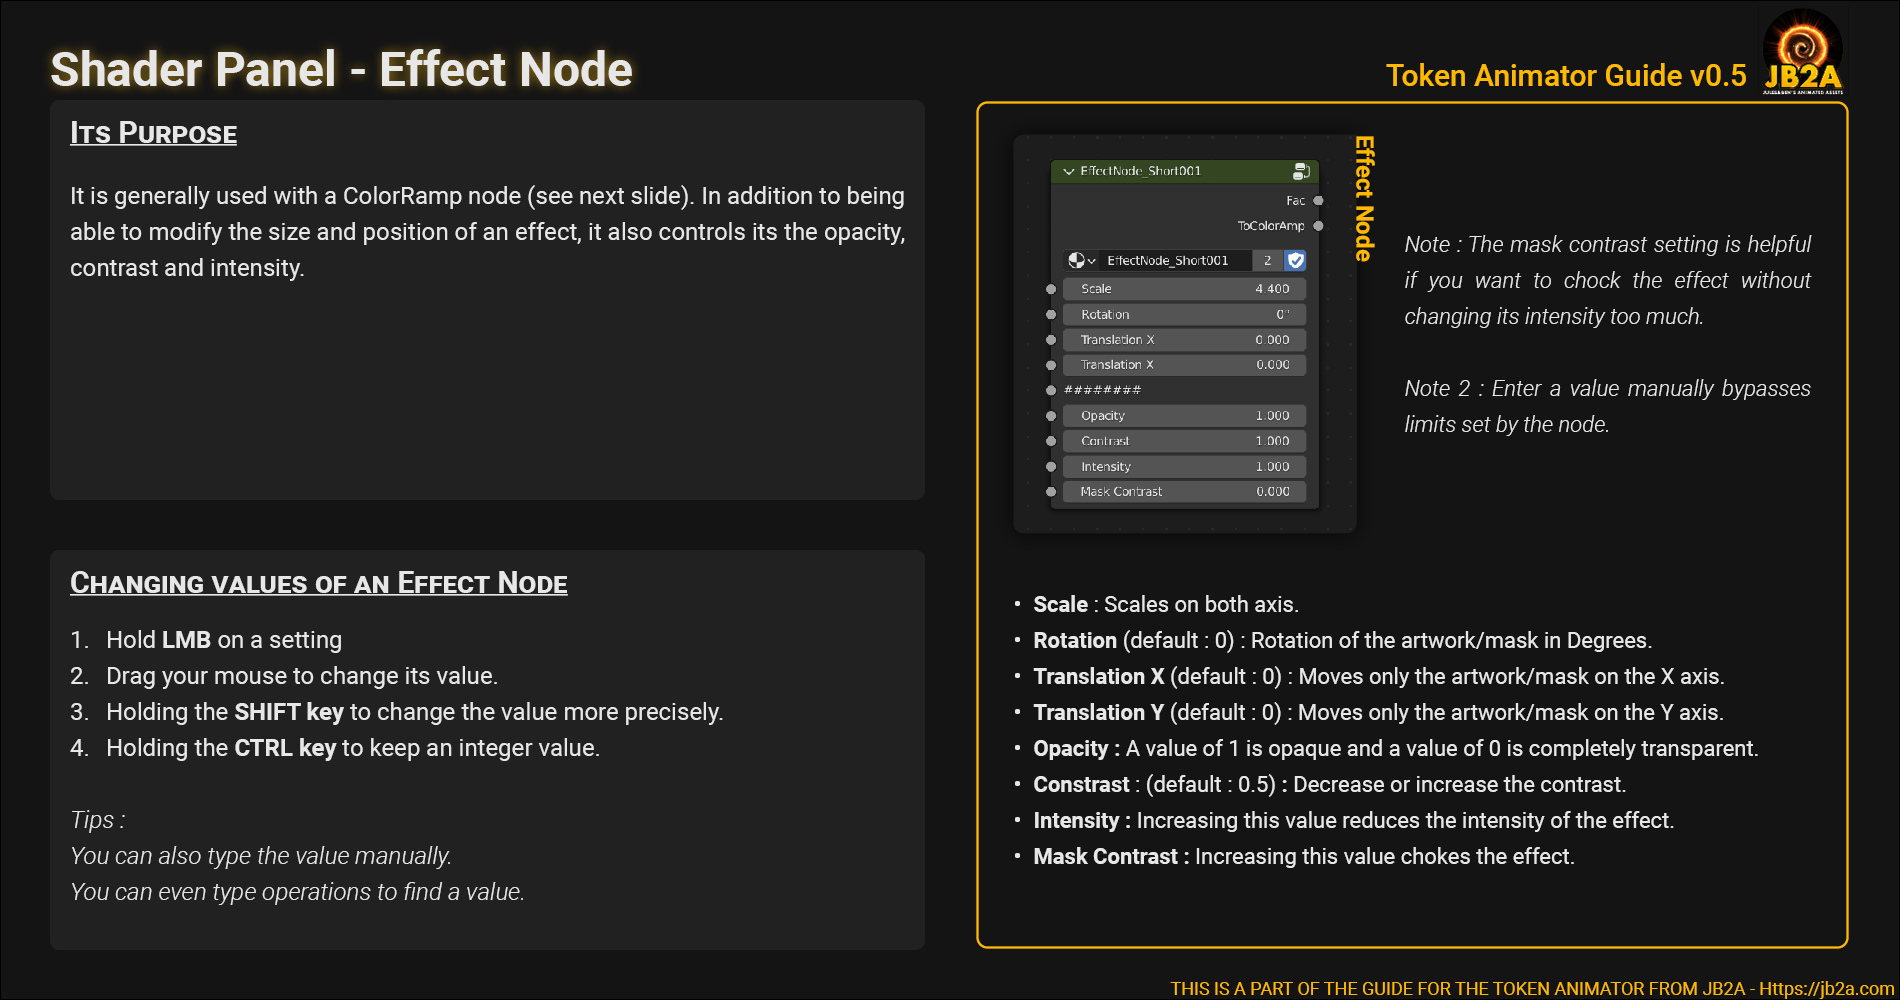 Shader Panel - Effect Node
Token Animator Guide v0.5
JB2A
JULES&BEN'S ANIMATED ASSETS
Its Purpose
It is generally used with a ColorRamp node (see next slide). In addition to being
able to modify the size and position of an effect, it also controls its the opacity,
contrast and intensity.
Changing values of an Effect Node
1. Hold LMB on a setting
2. Drag your mouse to change its value.
3. Holding the SHIFT key to change the value more precisely.
4. Holding the CTRL key to keep an integer value.
Tips :
You can also type the value manually.
You can even type operations to find a value.
EffectNode_Short001
Fac
ToColorAmp
EffectNode_Short001 2
Scale 4.400
Rotation 0°
Translation X 0.000
Translation X 0.000
########
Opacity 1.000
Contrast 1.000
Intensity 1.000
Mask Contrast 0.000
Effect Node
Note : The mask contrast setting is helpful
if you want to chock the effect without
changing its intensity too much.
Note 2 : Enter a value manually bypasses
limits set by the node.
• Scale : Scales on both axis.
• Rotation (default : 0) : Rotation of the artwork/mask in Degrees.
• Translation X (default : 0) : Moves only the artwork/mask on the X axis.
• Translation Y (default : 0) : Moves only the artwork/mask on the Y axis.
• Opacity : A value of 1 is opaque and a value of 0 is completely transparent.
• Constrast : (default : 0.5) : Decrease or increase the contrast.
• Intensity : Increasing this value reduces the intensity of the effect.
• Mask Contrast : Increasing this value chokes the effect.
THIS IS A PART OF THE GUIDE FOR THE TOKEN ANIMATOR FROM JB2A - Https://jb2a.com